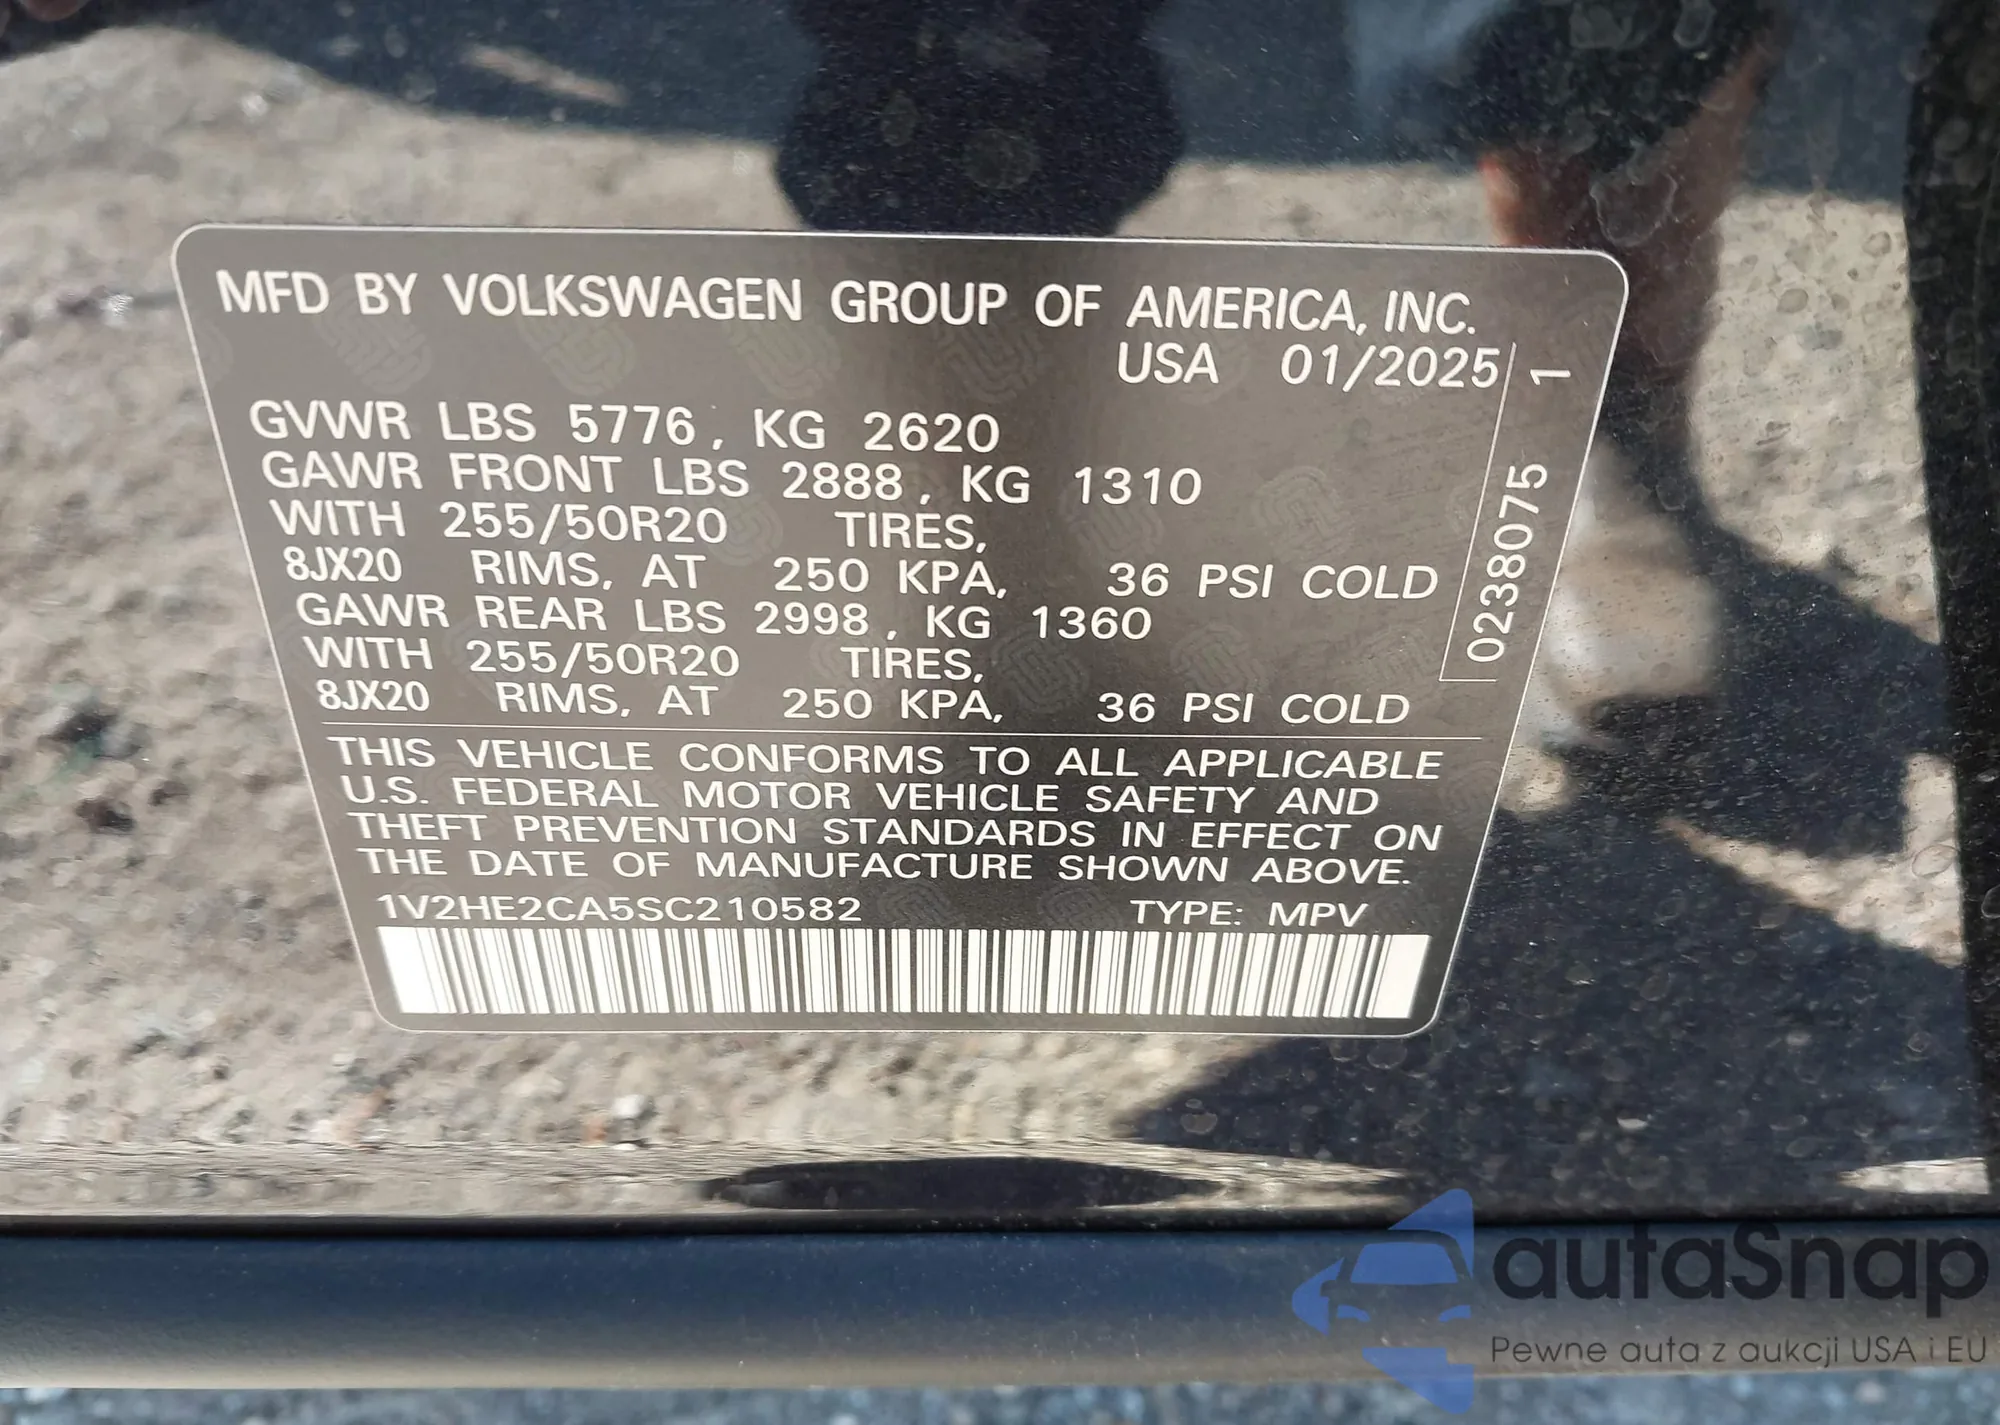 MFD BY VOLKSWAGEN GROUP OF AMERICA, INC.
USA 01/2025
GVWR LBS 5776, KG 2620
GAWR FRONT LBS 2888, KG 1310
WITH 255/50R20 TIRES,
8JX20 RIMS, AT 250 KPA, 36 PSI COLD
GAWR REAR LBS 2998, KG 1360
WITH 255/50R20 TIRES,
8JX20 RIMS, AT 250 KPA, 36 PSI COLD
0238075 1
THIS VEHICLE CONFORMS TO ALL APPLICABLE
U.S. FEDERAL MOTOR VEHICLE SAFETY AND
THEFT PREVENTION STANDARDS IN EFFECT ON
THE DATE OF MANUFACTURE SHOWN ABOVE.
1V2HE2CA5SC210582 TYPE: MPV
autaSnap
Pewne auta z aukcji USA i EU